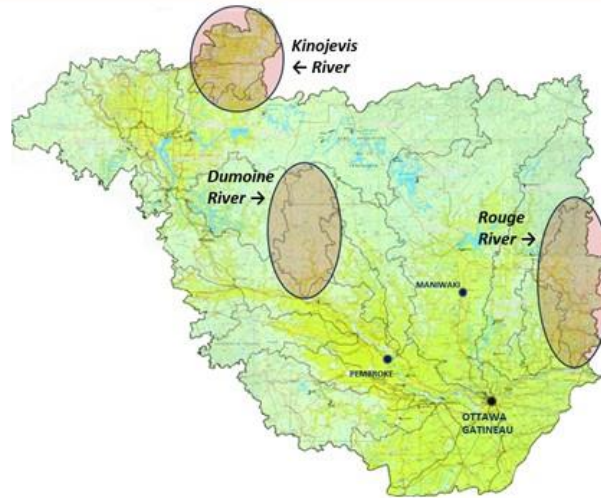 Kinojevis
← River
Dumoine
River →
Rouge
River →
MANIWAKI
PEMBROKE
OTTAWA
GATINEAU